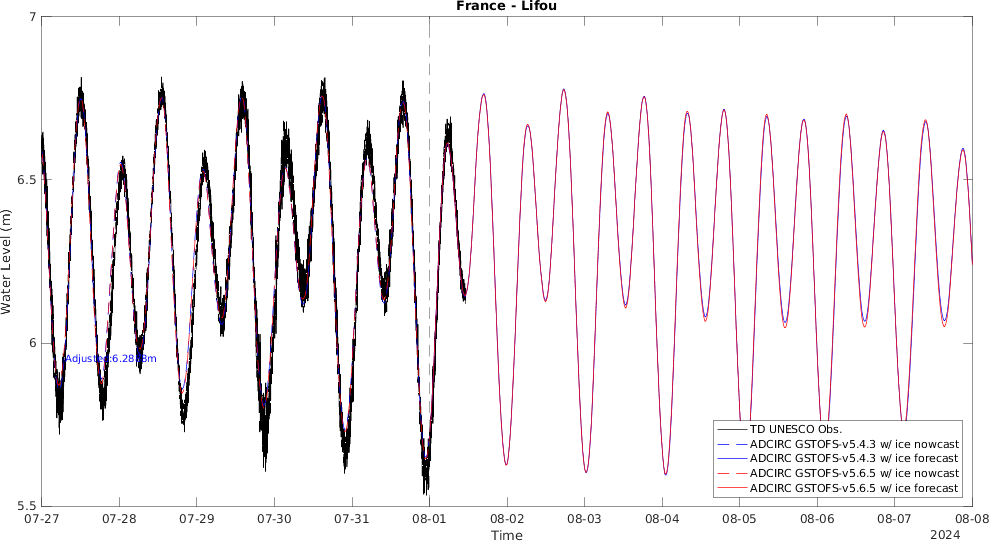 France - Lifou
7
6.5
6
5.5
Water Level (m)
TD UNESCO Obs.
ADCIRC GSTOFS-v5.4.3 w/ ice nowcast
ADCIRC GSTOFS-v5.4.3 w/ ice forecast
ADCIRC GSTOFS-v5.6.5 w/ ice nowcast
ADCIRC GSTOFS-v5.6.5 w/ ice forecast
07-27 07-28 07-29 07-30 07-31 08-01 08-02 08-03 08-04 08-05 08-06 08-07 08-08
Time
2024